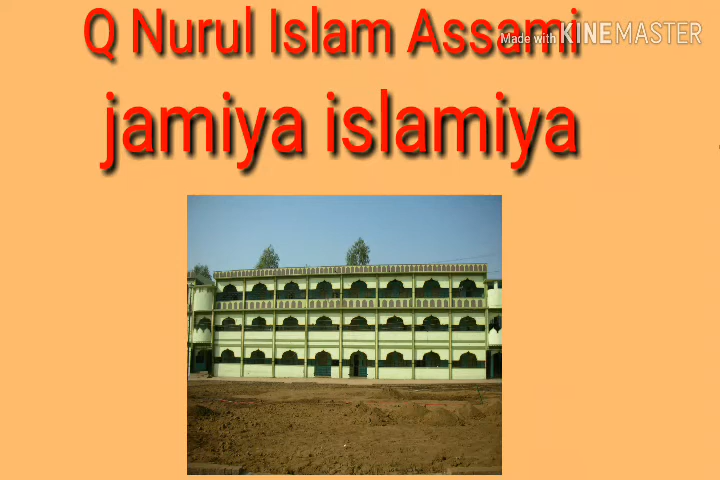 Q Nurul Islam Assami
Made with KINEMASTER
jamiya islamiya